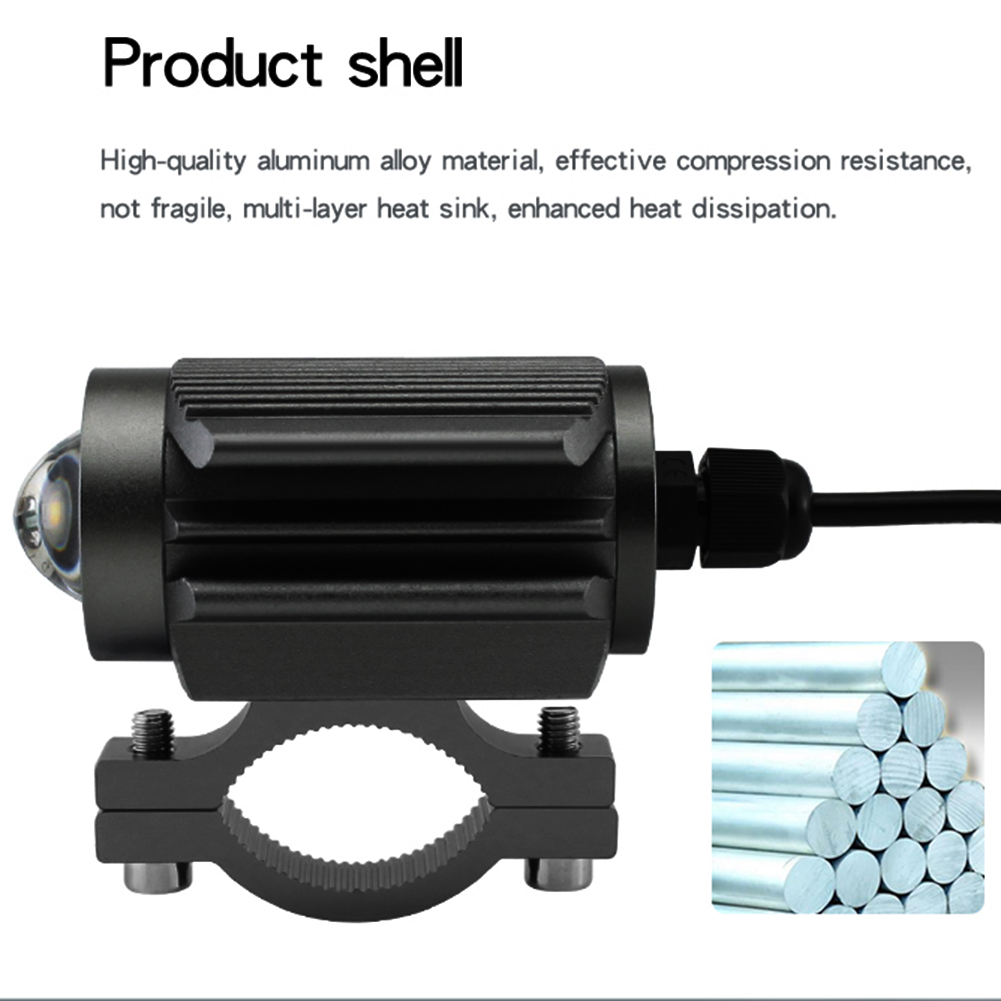 Product shell
High-quality aluminum alloy material, effective compression resistance,
not fragile, multi-layer heat sink, enhanced heat dissipation.